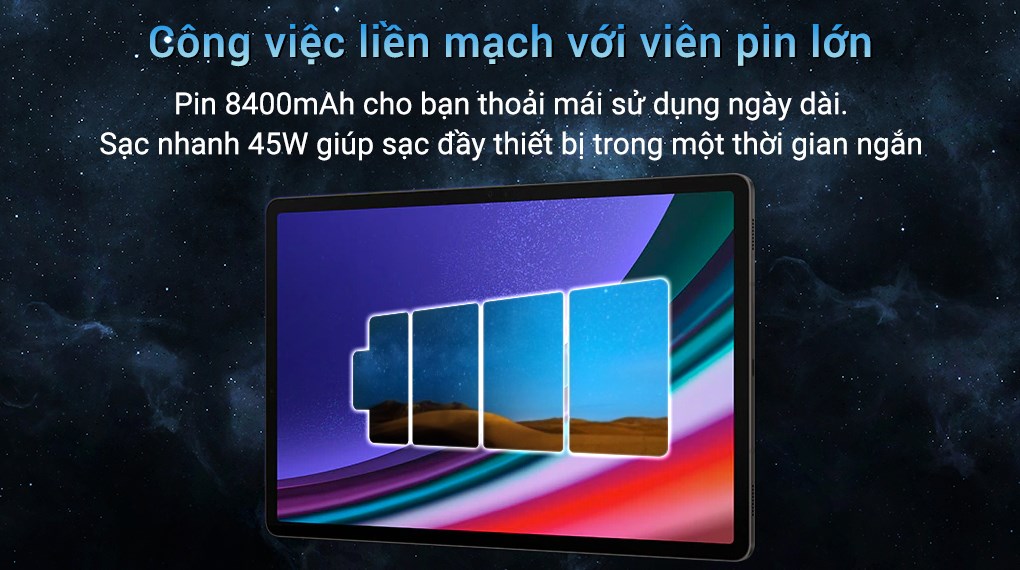 Công việc liền mạch với viên pin lớn
Pin 8400mAh cho bạn thoải mái sử dụng ngày dài.
Sạc nhanh 45W giúp sạc đầy thiết bị trong một thời gian ngắn